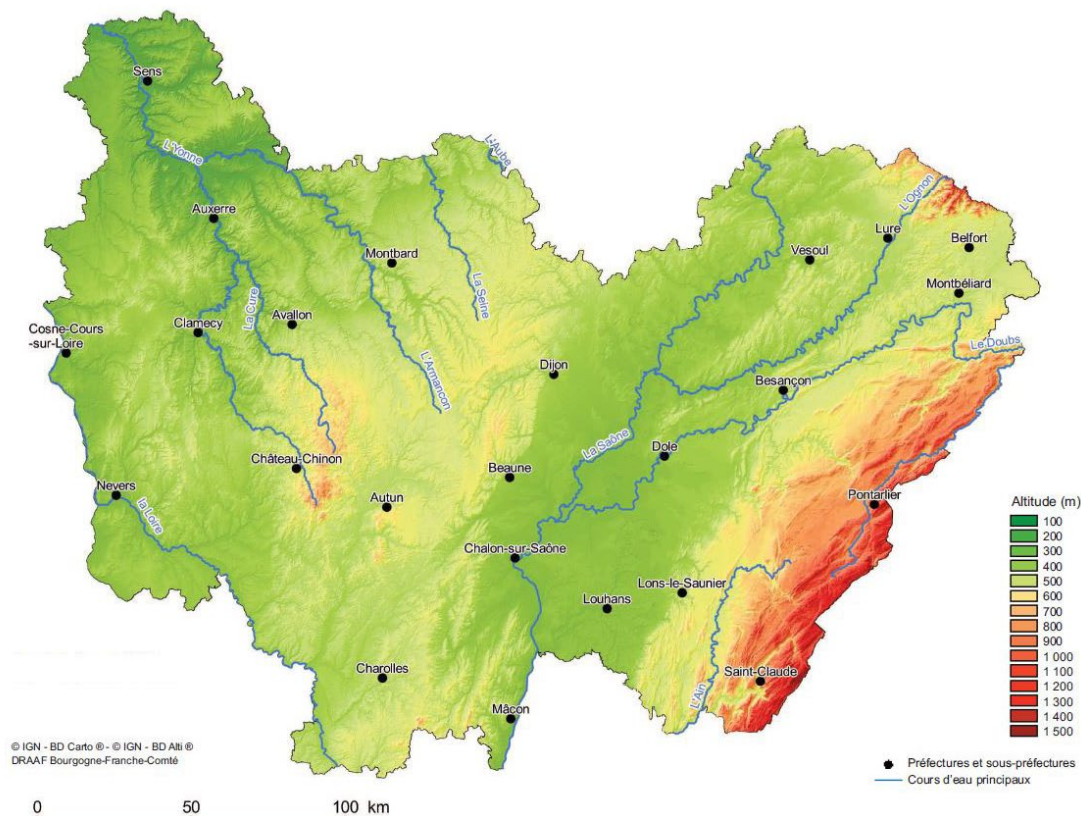 Sens
L'Yonne
L'Aube
Auxerre
L'Ognon
Lure
Belfort
Montbard
Vesoul
La Seine
Montbéliard
La Cure
Avallon
Clamecy
Cosne-Cours
-sur-Loire
Le Doubs
L'Armancon
Dijon
Besançon
La Saône
Dole
Château-Chinon
Beaune
Nevers
la Loire
Autun
Pontarlier
Chalon-sur-Saône
Lons-le-Saunier
Louhans
Charolles
Saint-Claude
L'Ain
Mâcon
Altitude (m)
100
200
300
400
500
600
700
800
900
1 000
1 100
1 200
1 300
1 400
1 500
© IGN - BD Carto ® - © IGN - BD Alti ®
DRAAF Bourgogne-Franche-Comté
Préfectures et sous-préfectures
Cours d'eau principaux
0 50 100 km